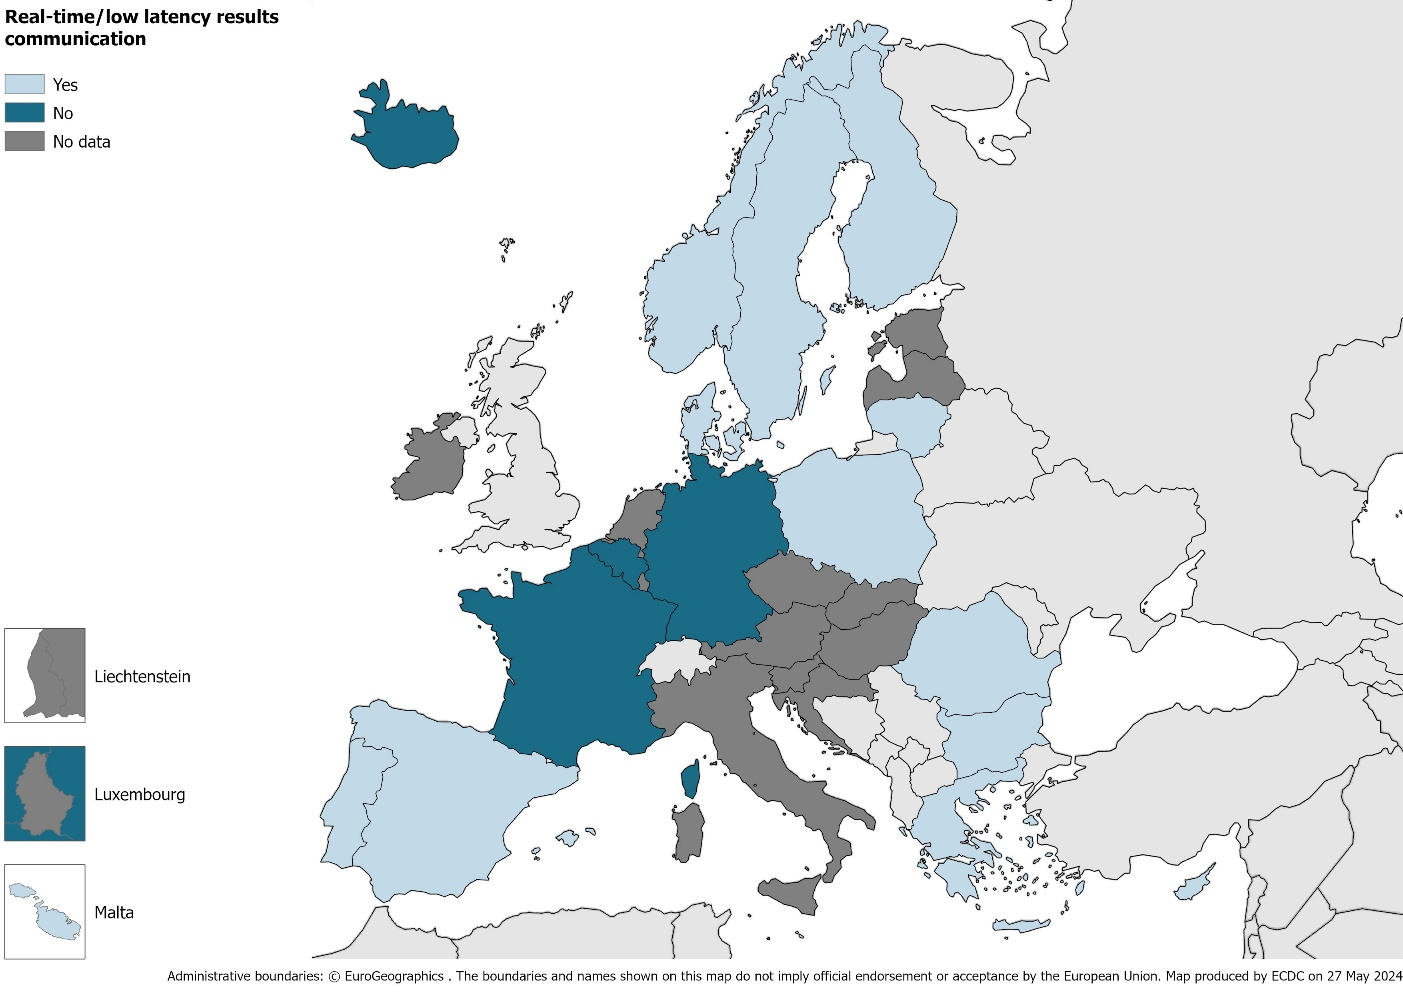 Real-time/low latency results
communication
Yes
No
No data
Liechtenstein
Luxembourg
Malta
Administrative boundaries: © EuroGeographics . The boundaries and names shown on this map do not imply official endorsement or acceptance by the European Union. Map produced by ECDC on 27 May 2024